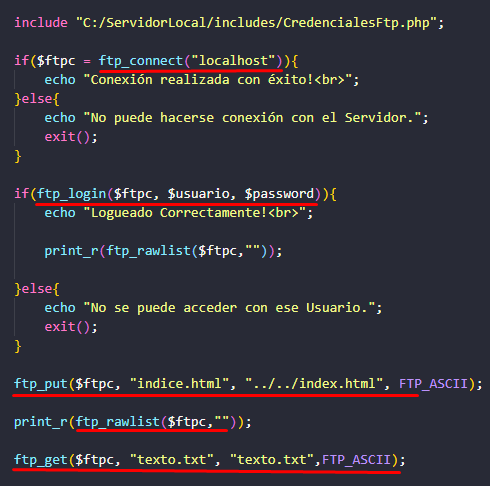 include "C:/ServidorLocal/includes/CredencialesFtp.php";
if($ftpc = ftp_connect("localhost")){
echo "Conexión realizada con éxito!<br>";
}else{
echo "No puede hacerse conexión con el Servidor.";
exit();
}
if(ftp_login($ftpc, $usuario, $password)){
echo "Logueado Correctamente!<br>";
print_r(ftp_rawlist($ftpc,""));
}else{
echo "No se puede acceder con ese Usuario.";
exit();
}
ftp_put($ftpc, "indice.html", "../../index.html", FTP_ASCII);
print_r(ftp_rawlist($ftpc,""));
ftp_get($ftpc, "texto.txt", "texto.txt",FTP_ASCII);